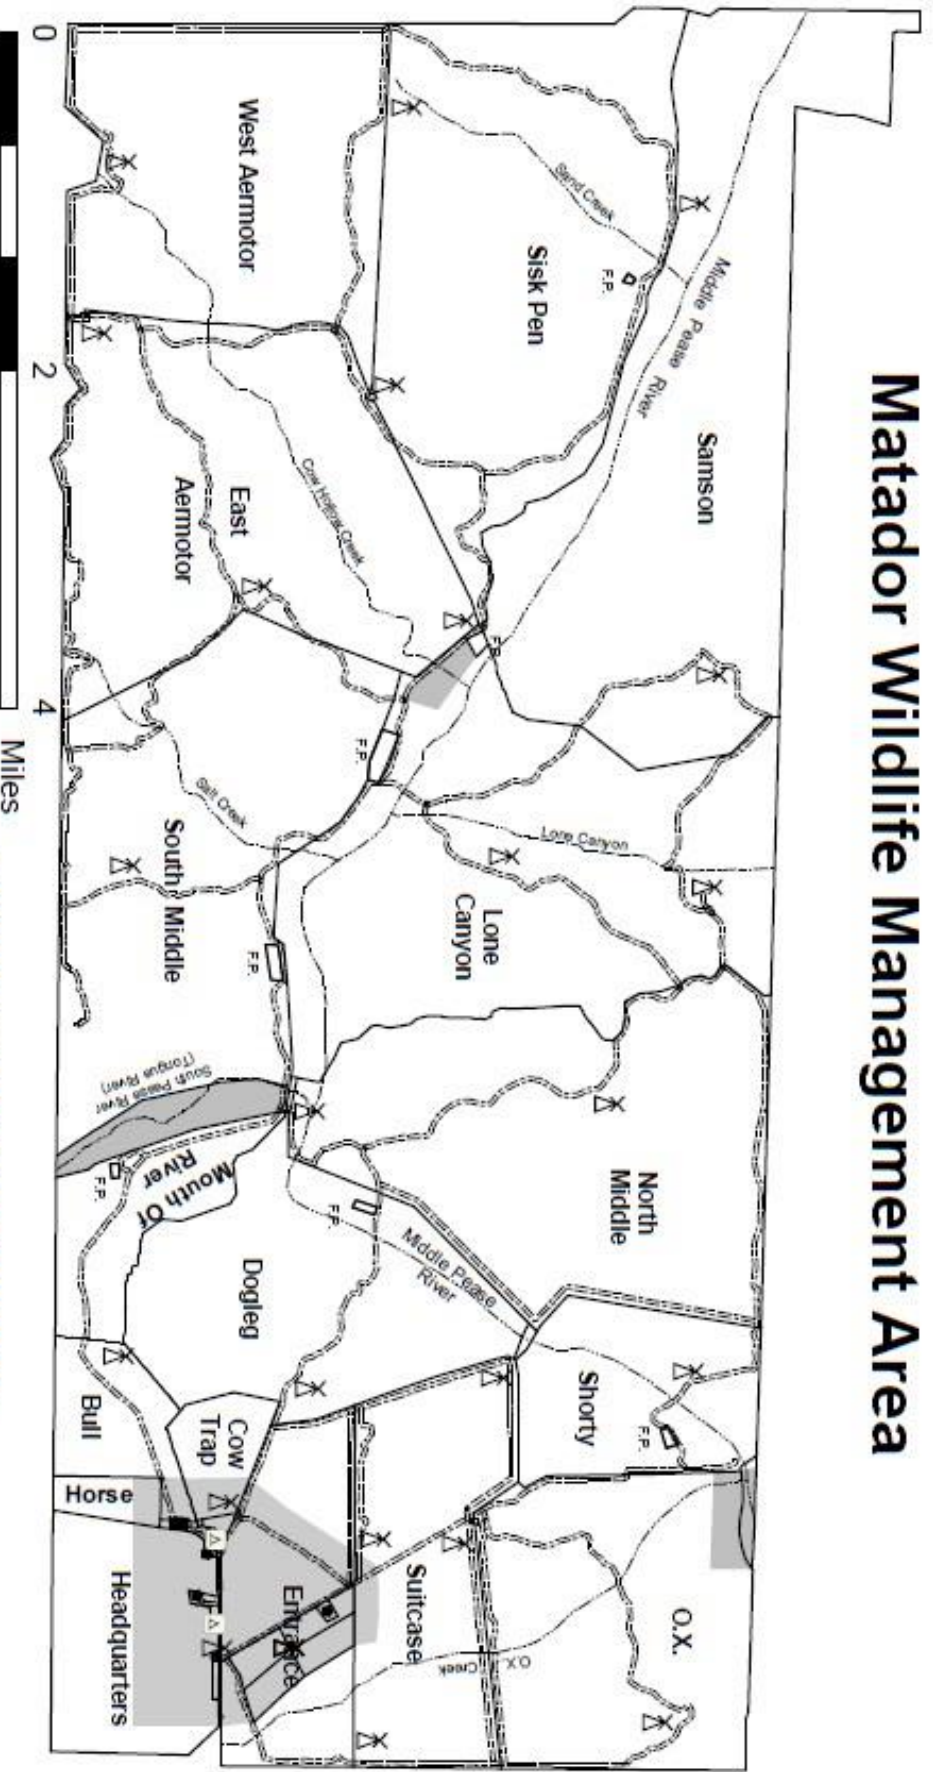 Matador Wildlife Management Area
Samson
Middle Pease River
Sand Creek
Sisk Pen
F.P.
West Aermotor
Cow Hollow Creek
East
Aermotor
F.P.
F.P.
Salt Creek
South Middle
Lone Canyon
Lone
Canyon
F.P.
South Pease River
(Tongue River)
Mouth Of
River
F.P.
North
Middle
F.P.
Middle Pease
River
Dogleg
Shorty
F.P.
Bull
Cow
Trap
Horse
Headquarters
Entrance
Suitcase
O.X.
O.X.
Creek
0
2
4
Miles